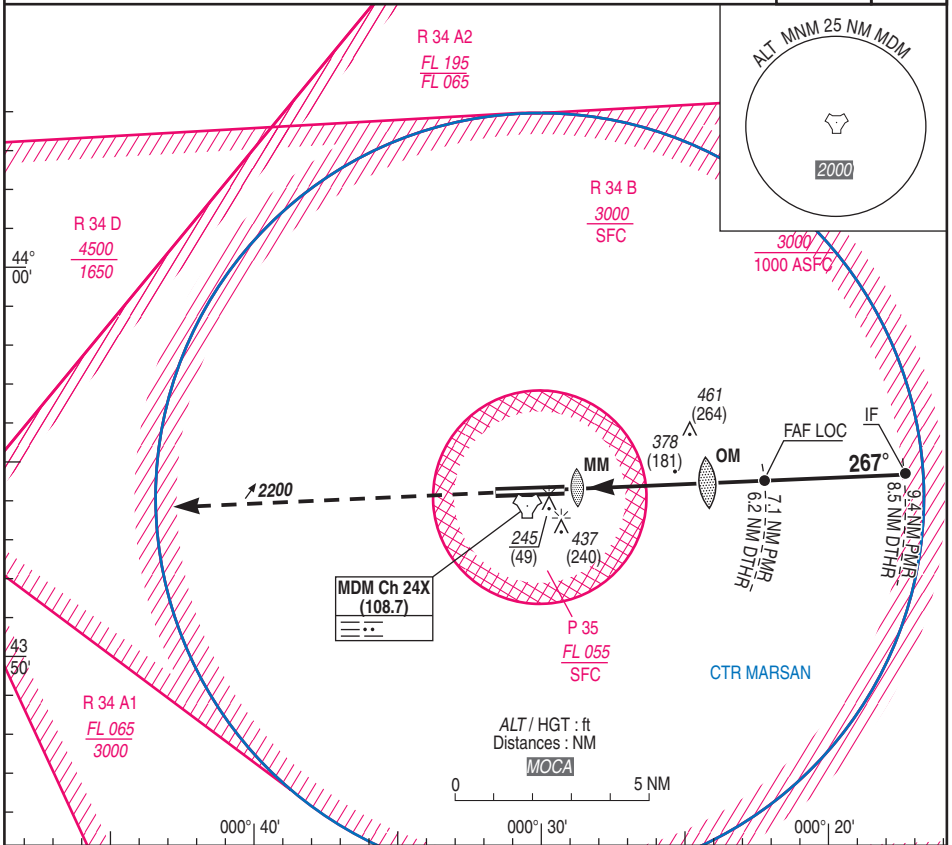 R 34 A2
FL 195
FL 065
ALT MNM 25 NM MDM
2000
R 34 B
3000
SFC
R 34 D
4500
1650
3000
1000 ASFC
44°
00'
461
(264)
378
(181)
FAF LOC
IF
MM
OM
267°
2200
7.1 NM PMR
6.2 NM DTHR
9.4 NM PMR
8.5 NM DTHR
245
(49)
437
(240)
MDM Ch 24X
(108.7)
P 35
FL 055
SFC
43
50'
CTR MARSAN
R 34 A1
FL 065
3000
ALT / HGT : ft
Distances : NM
MOCA
0 5 NM
000° 40' 000° 30' 000° 20'